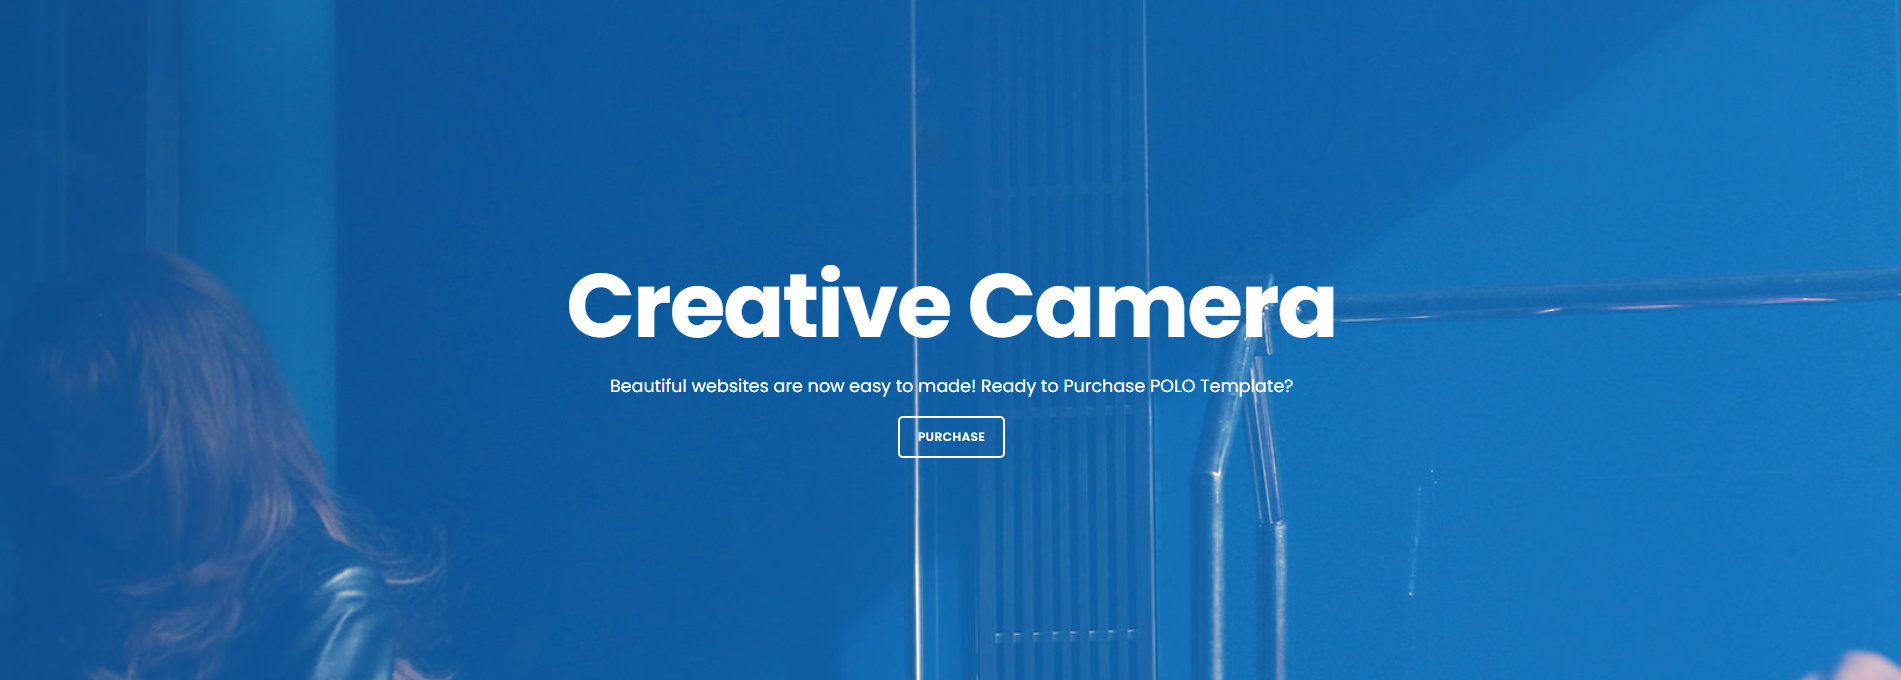 Creative Camera
Beautiful websites are now easy to made! Ready to Purchase POLO Template?
PURCHASE